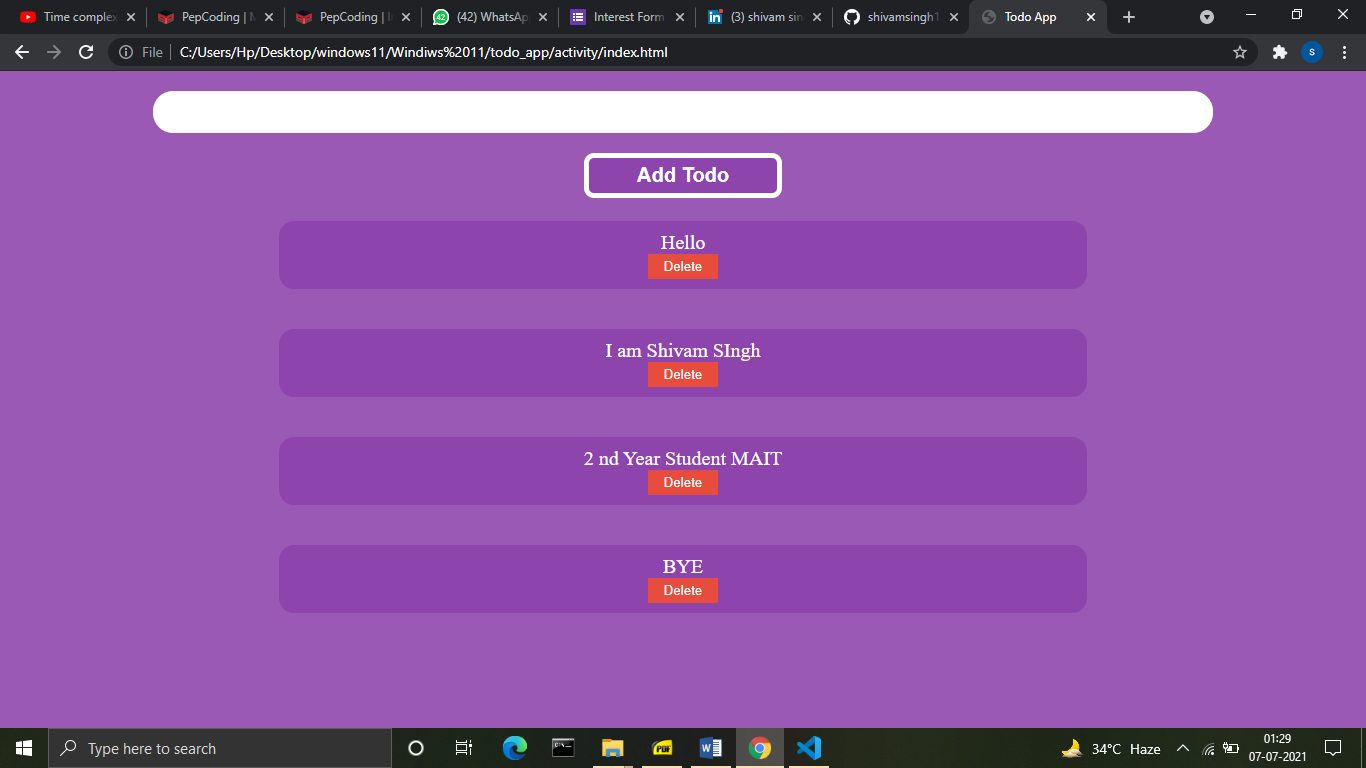 Time complex
PepCoding | N
PepCoding | In
(42) WhatsAp
Interest Form
(3) shivam sin
shivamsingh1
Todo App
File
C:/Users/Hp/Desktop/windows11/Windiws%2011/todo_app/activity/index.html
S
Add Todo
Hello
Delete
I am Shivam SIngh
Delete
2 nd Year Student MAIT
Delete
BYE
Delete
Type here to search
PDF
34°C Haze
01:29
07-07-2021